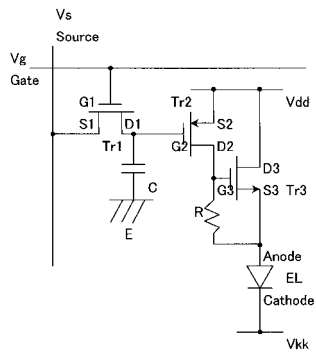 Vs
Source
Vg
Gate
G1
Tr2
Vdd
S1
D1
S2
Tr1
G2
D2
D3
C
G3
S3
Tr3
R
E
Anode
EL
Cathode
Vkk